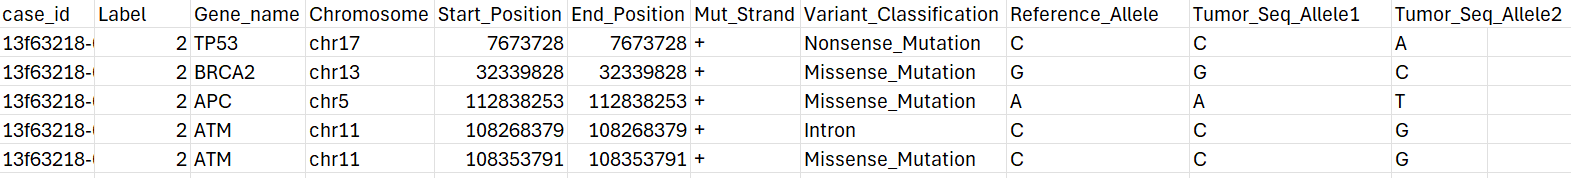 case_id Label Gene_name Chromosome Start_Position End_Position Mut_Strand Variant_Classification Reference_Allele Tumor_Seq_Allele1 Tumor_Seq_Allele2
13f63218- 2 TP53 chr17 7673728 7673728 + Nonsense_Mutation C C A
13f63218- 2 BRCA2 chr13 32339828 32339828 + Missense_Mutation G G C
13f63218- 2 APC chr5 112838253 112838253 + Missense_Mutation A A T
13f63218- 2 ATM chr11 108268379 108268379 + Intron C C G
13f63218- 2 ATM chr11 108353791 108353791 + Missense_Mutation C C G